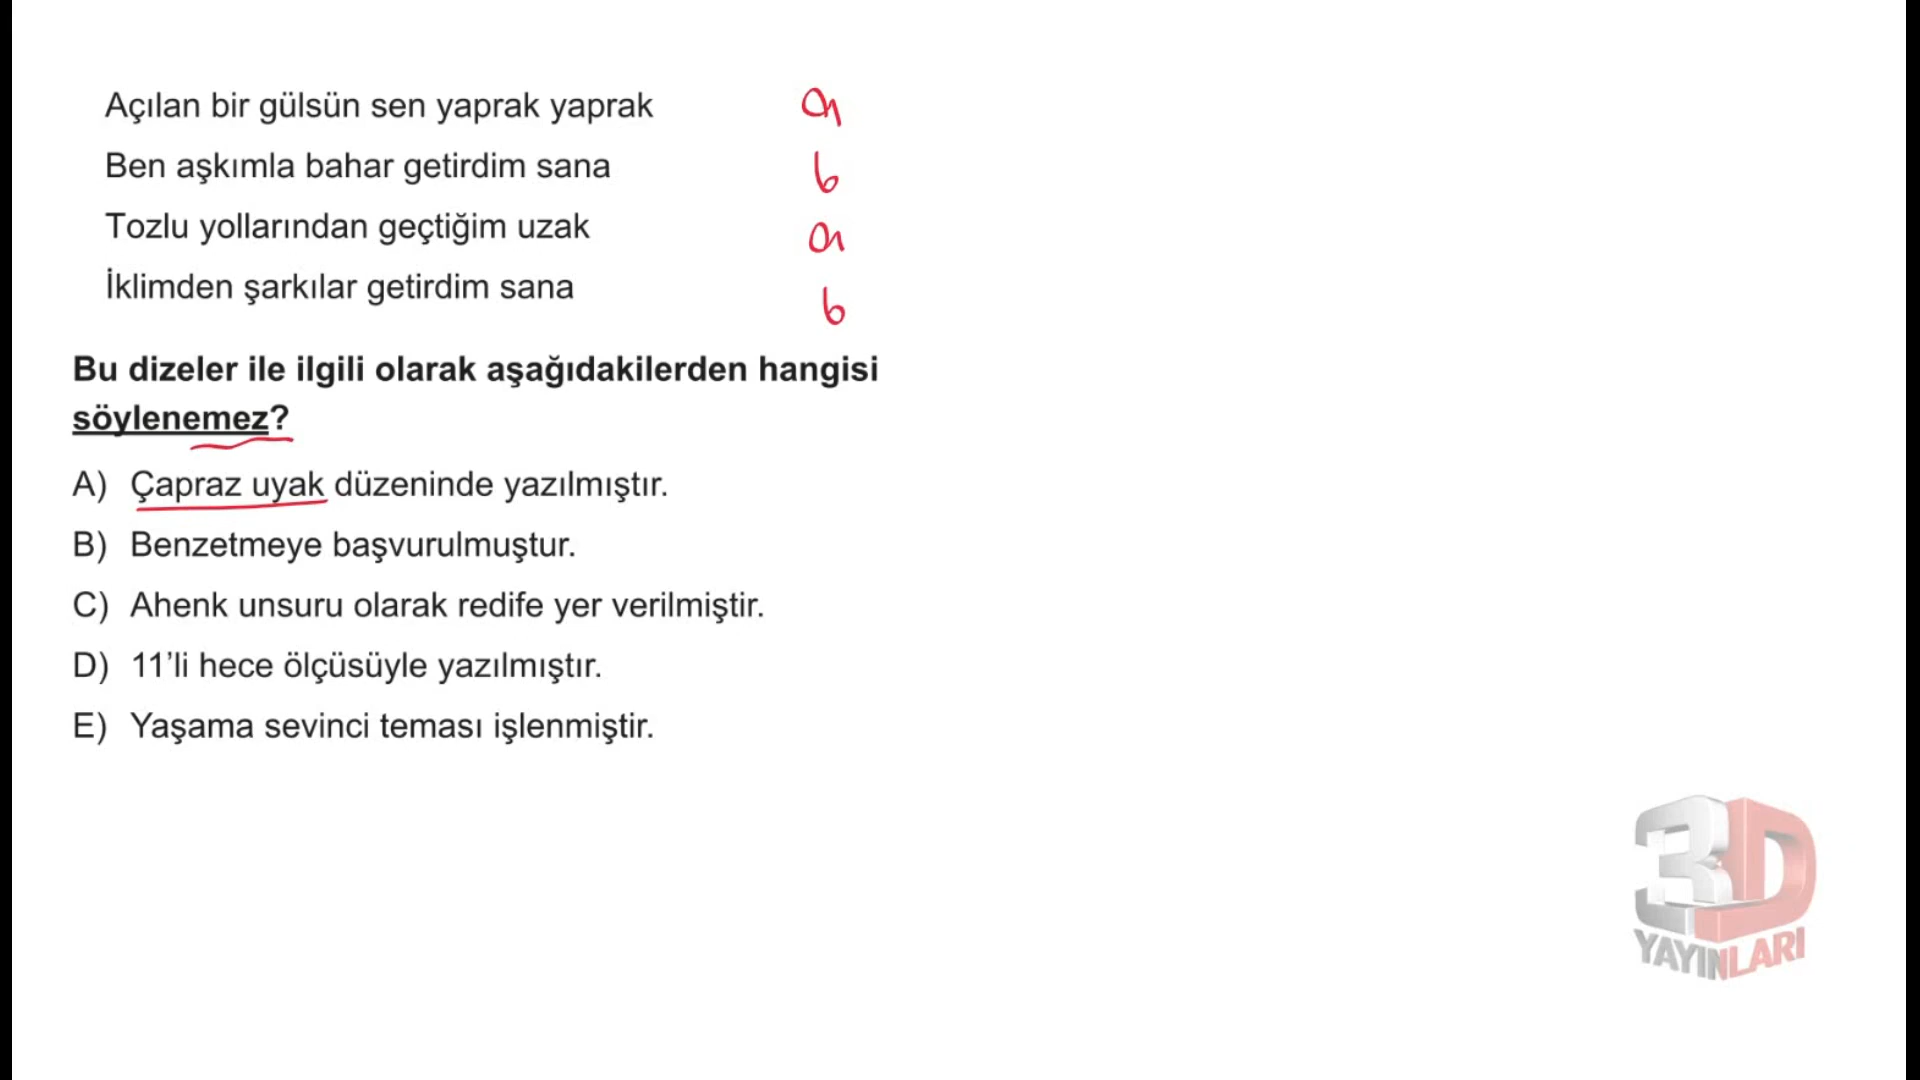 Açılan bir gülsün sen yaprak yaprak a
Ben aşkımla bahar getirdim sana b
Tozlu yollarından geçtiğim uzak a
İklimden şarkılar getirdim sana b
Bu dizeler ile ilgili olarak aşağıdakilerden hangisi
söylenemez?
A) Çapraz uyak düzeninde yazılmıştır.
B) Benzetmeye başvurulmuştur.
C) Ahenk unsuru olarak redife yer verilmiştir.
D) 11’li hece ölçüsüyle yazılmıştır.
E) Yaşama sevinci teması işlenmiştir.
3D
YAYINLARI